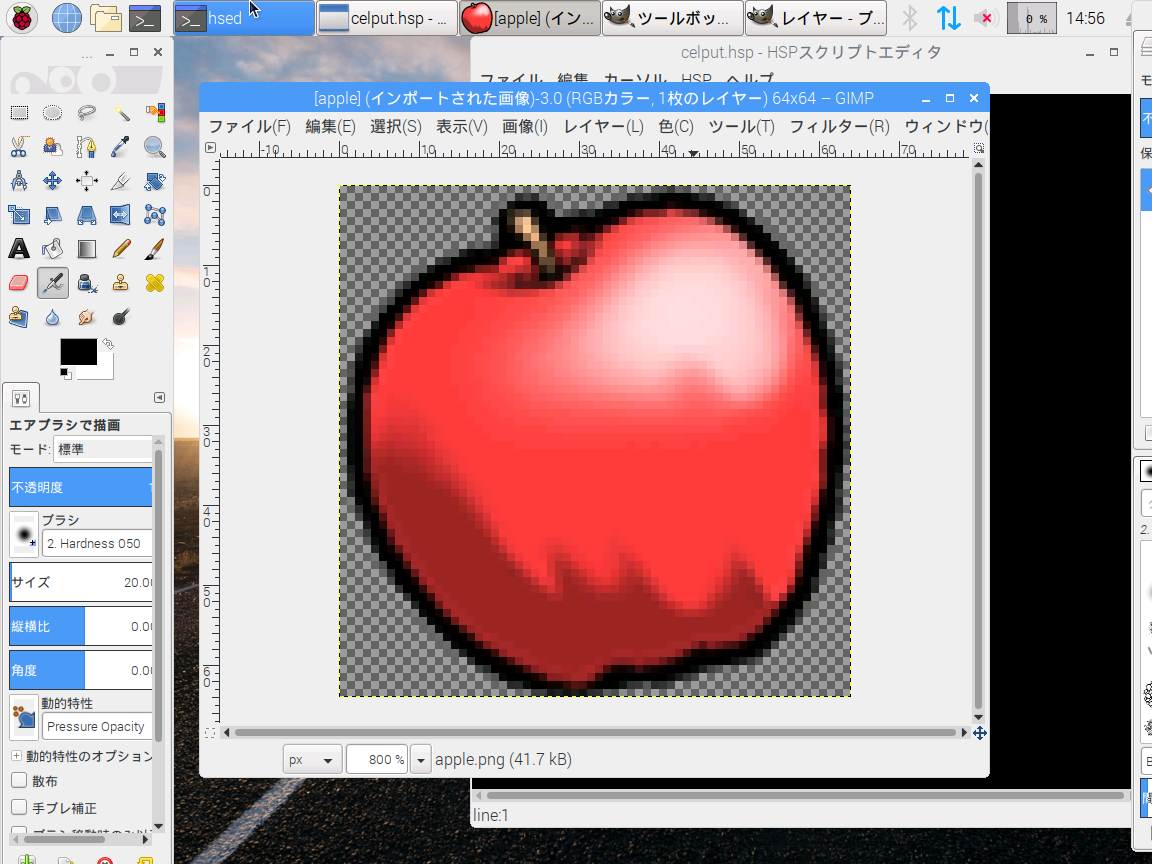 hsed
celput.hsp - ...
[apple] (イン...
ツールボッ...
レイヤー - ブ...
0 %
14:56
celput.hsp - HSPスクリプトエディタ
ファイル 編集 カーソル HSP ヘルプ
[apple] (インポートされた画像)-3.0 (RGBカラー, 1枚のレイヤー) 64x64 – GIMP
ファイル(F) 編集(E) 選択(S) 表示(V) 画像(I) レイヤー(L) 色(C) ツール(T) フィルター(R) ウィンドウ(
-10 0 10 20 30 40 50 60 70
0
10
20
30
40
50
60
エアブラシで描画
モード: 標準
不透明度 1
ブラシ
2. Hardness 050
サイズ 20.0
縦横比 0.0
角度 0.0
動的特性
Pressure Opacity
動的特性のオプション
散布
手ブレ補正
px 800 % apple.png (41.7 kB)
line:1
モ
不
保
2.
間